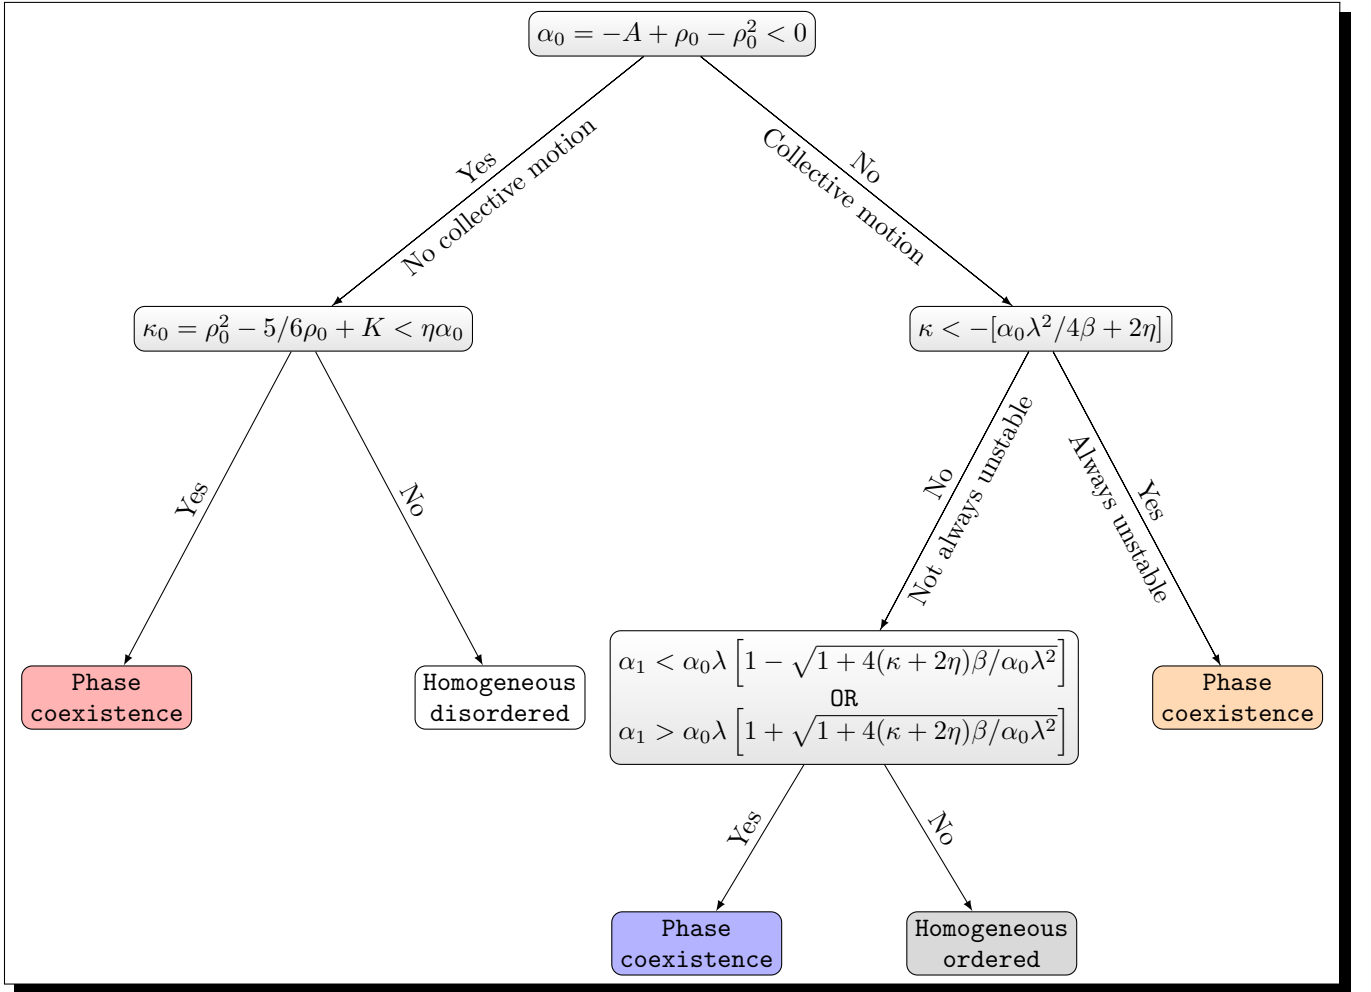 α₀ = −A + ρ₀ − ρ₀² < 0
Yes
No collective motion
No
Collective motion
κ₀ = ρ₀² − 5/6ρ₀ + K < ηα₀
κ < −[α₀λ²/4β + 2η]
Yes
No
No
Not always unstable
Yes
Always unstable
Phase
coexistence
Homogeneous
disordered
α₁ < α₀λ [1 − √(1 + 4(κ + 2η)β/α₀λ²)]
OR
α₁ > α₀λ [1 + √(1 + 4(κ + 2η)β/α₀λ²)]
Phase
coexistence
Yes
No
Phase
coexistence
Homogeneous
ordered